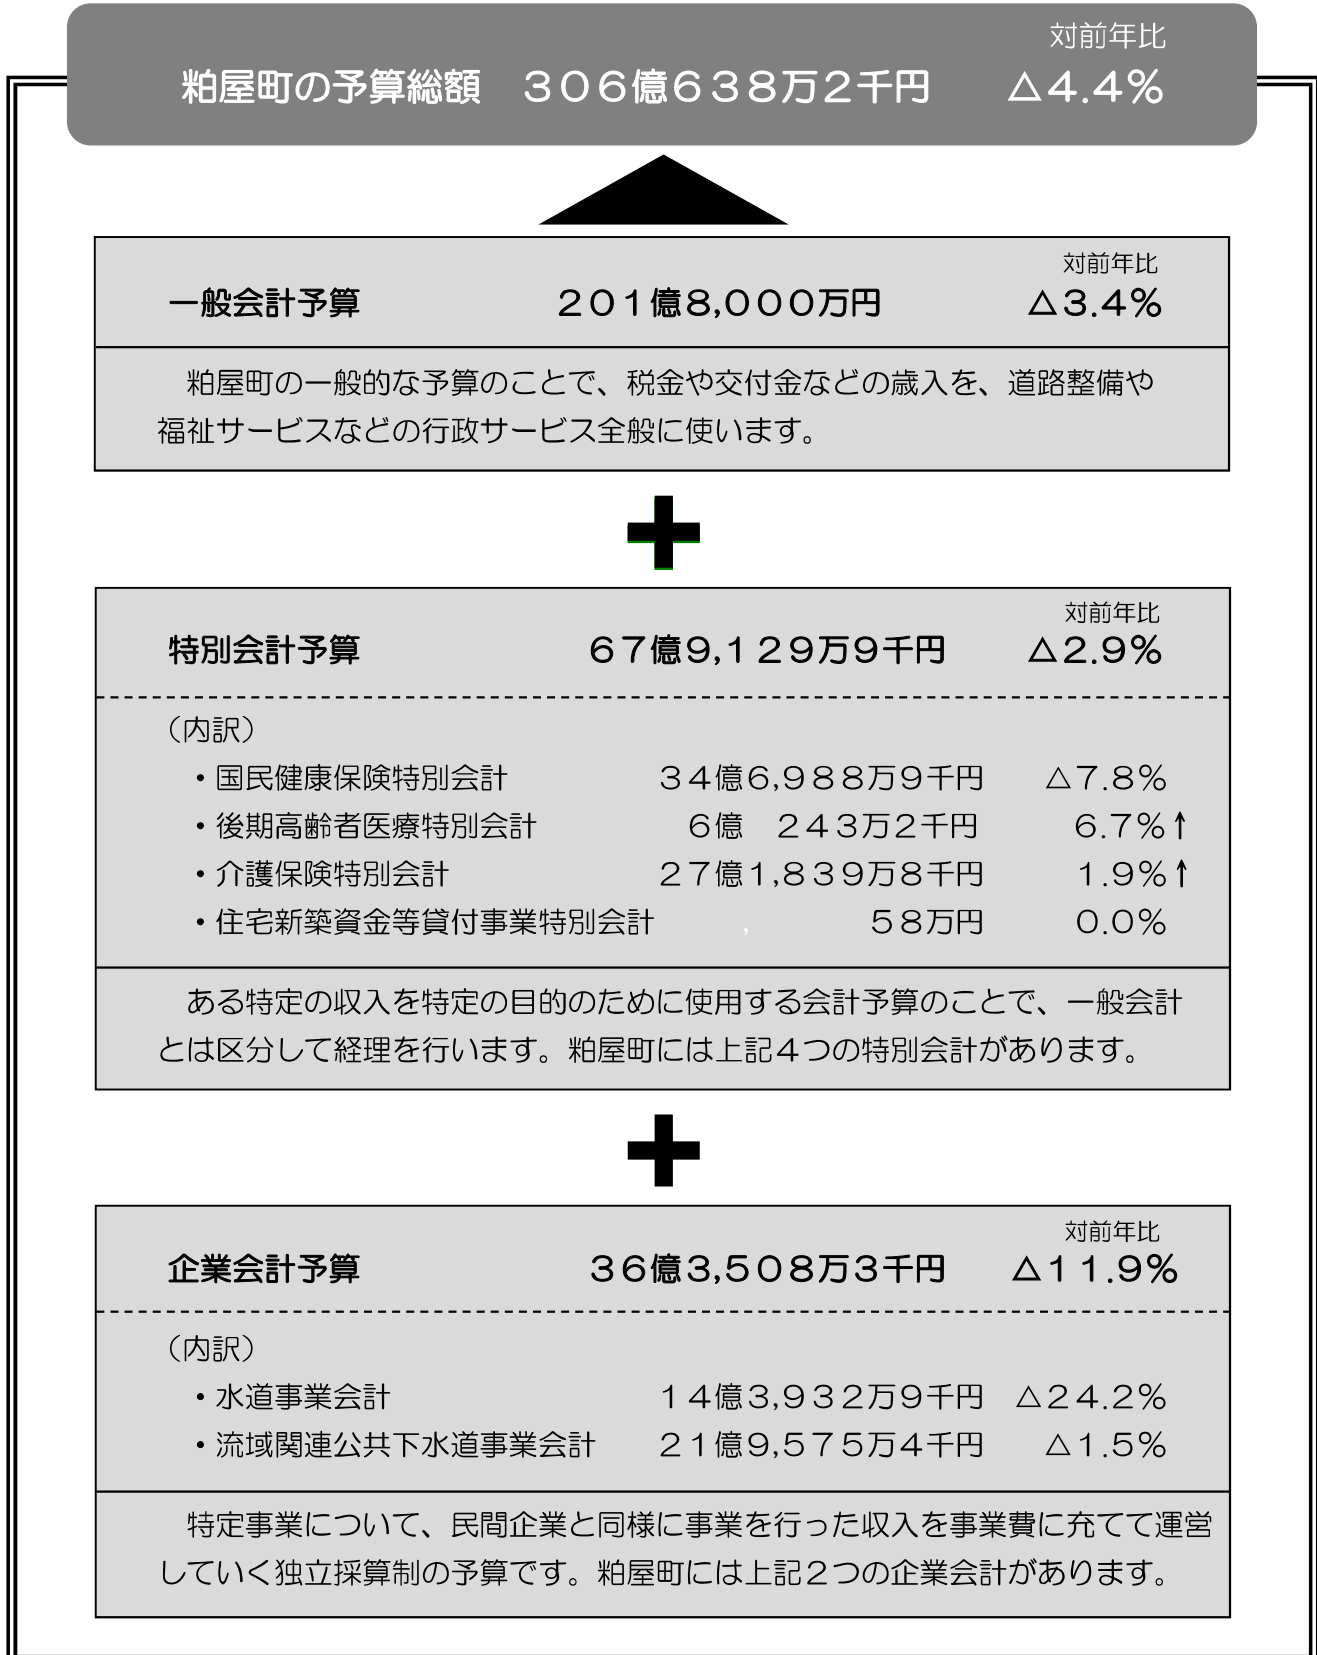 対前年比
粕屋町の予算総額　３０６億６３８万２千円　△４.４％
対前年比
一般会計予算　２０１億８,０００万円　△３.４％
粕屋町の一般的な予算のことで、税金や交付金などの歳入を、道路整備や
福祉サービスなどの行政サービス全般に使います。
対前年比
特別会計予算　６７億９,１２９万９千円　△２.９％
（内訳）
・国民健康保険特別会計　３４億６,９８８万９千円　△７.８％
・後期高齢者医療特別会計　６億　２４３万２千円　６.７％↑
・介護保険特別会計　２７億１,８３９万８千円　１.９％↑
・住宅新築資金等貸付事業特別会計　５８万円　０.０％
ある特定の収入を特定の目的のために使用する会計予算のことで、一般会計
とは区分して経理を行います。粕屋町には上記４つの特別会計があります。
対前年比
企業会計予算　３６億３,５０８万３千円　△１１.９％
（内訳）
・水道事業会計　１４億３,９３２万９千円　△２４.２％
・流域関連公共下水道事業会計　２１億９,５７５万４千円　△１.５％
特定事業について、民間企業と同様に事業を行った収入を事業費に充てて運営
していく独立採算制の予算です。粕屋町には上記２つの企業会計があります。